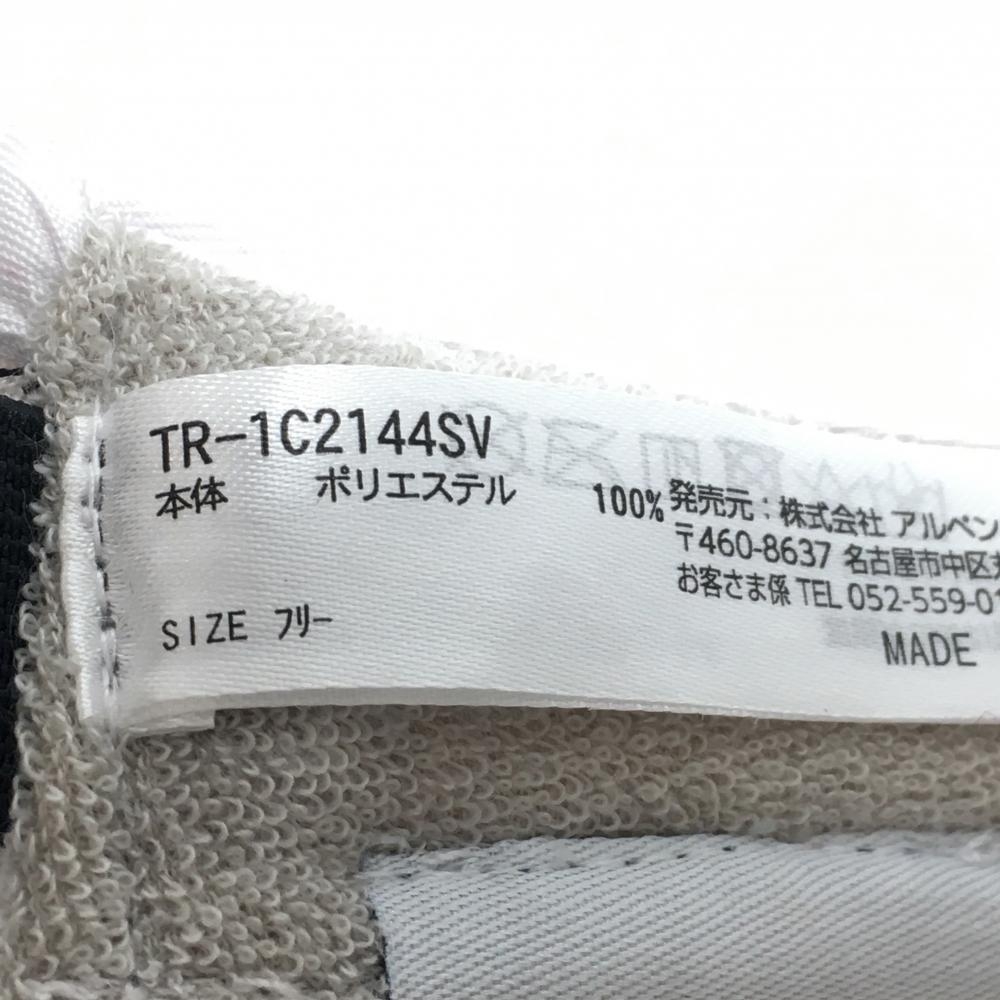 TR-1C2144SV
本体 ポリエステル 100%
SIZE フリー
発売元：株式会社 アルペン
〒460-8637 名古屋市中区
お客さま係 TEL 052-559-01
MADE